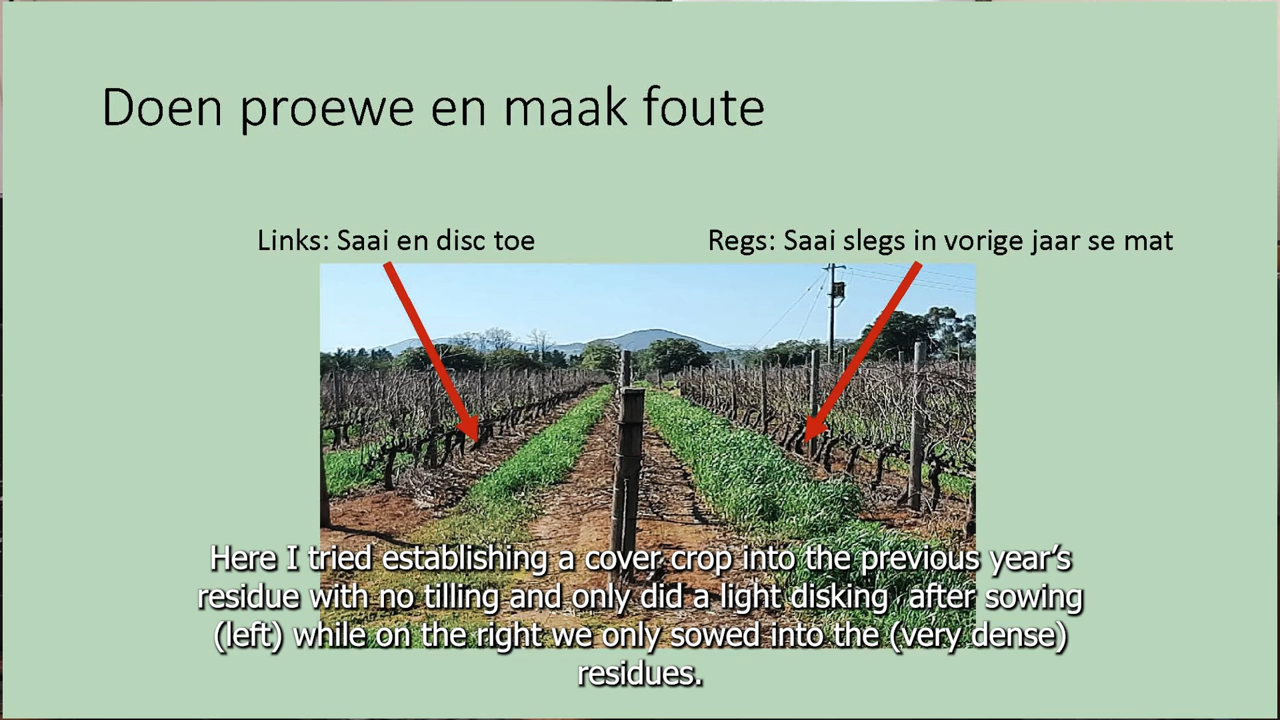 Doen proewe en maak foute
Links: Saai en disc toe
Regs: Saai slegs in vorige jaar se mat
Here I tried establishing a cover crop into the previous year’s
residue with no tilling and only did a light disking after sowing
(left) while on the right we only sowed into the (very dense)
residues.